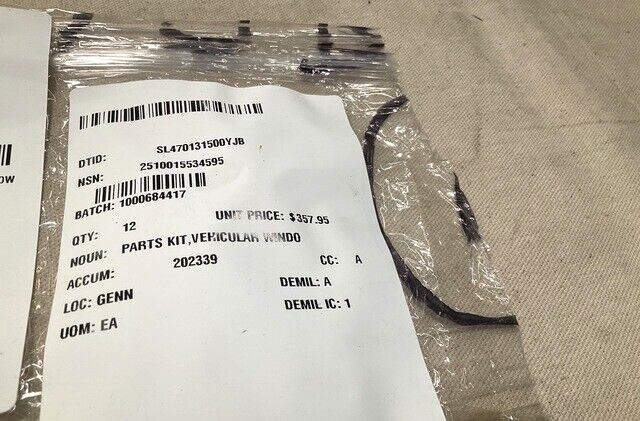 OW
DTID: SL470131500YJB
NSN: 2510015534595
BATCH: 1000684417
UNIT PRICE: $357.95
QTY: 12
NOUN: PARTS KIT,VEHICULAR WINDO
ACCUM: 202339 CC: A
LOC: GENN DEMIL: A
UOM: EA DEMIL IC: 1